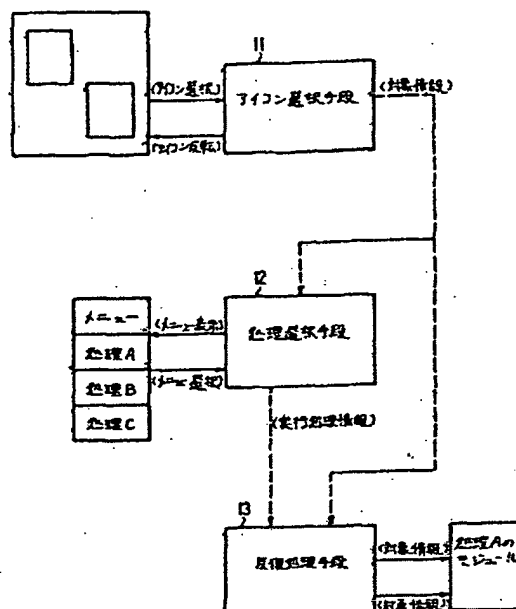 11
(アイコン選択)
アイコン選択手段
(対象情報)
(アイコン反転)
12
メニュー
(メニュー表示)
処理選択手段
処理A
(メニュー選択)
処理B
処理C
(実行処理情報)
13
(対象情報)
処理Aの
モジュール
反復処理手段
(対象情報)